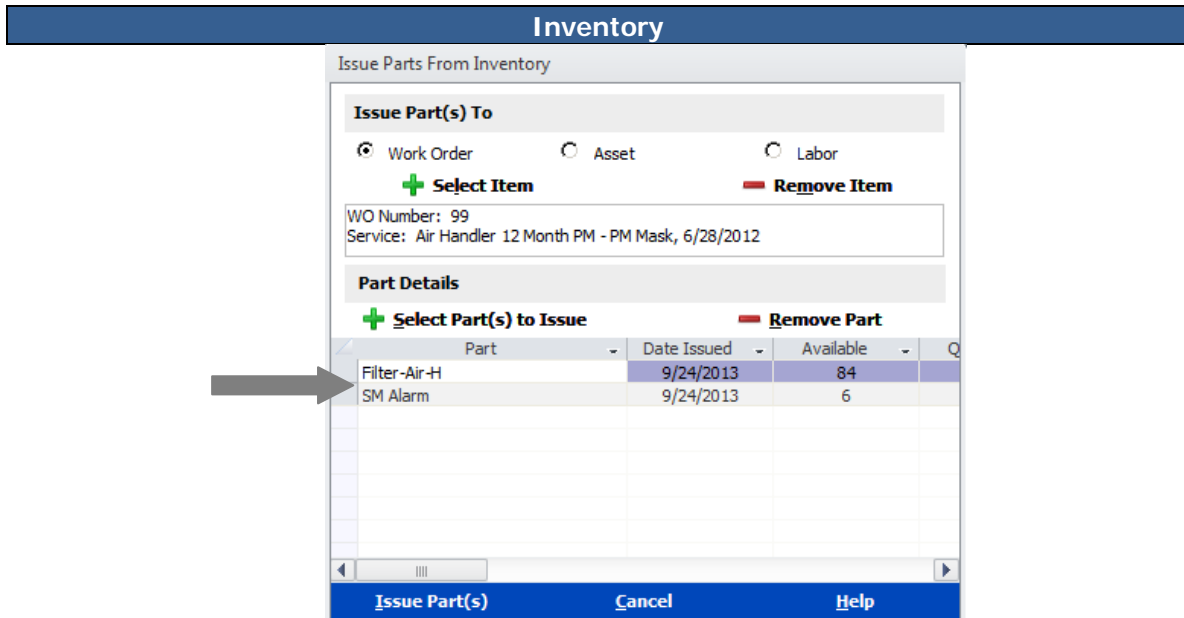 Inventory
Issue Parts From Inventory
Issue Part(s) To
Work Order Asset Labor
Select Item Remove Item
WO Number: 99
Service: Air Handler 12 Month PM - PM Mask, 6/28/2012
Part Details
Select Part(s) to Issue Remove Part
Part Date Issued Available Q
Filter-Air-H 9/24/2013 84
SM Alarm 9/24/2013 6
Issue Part(s) Cancel Help